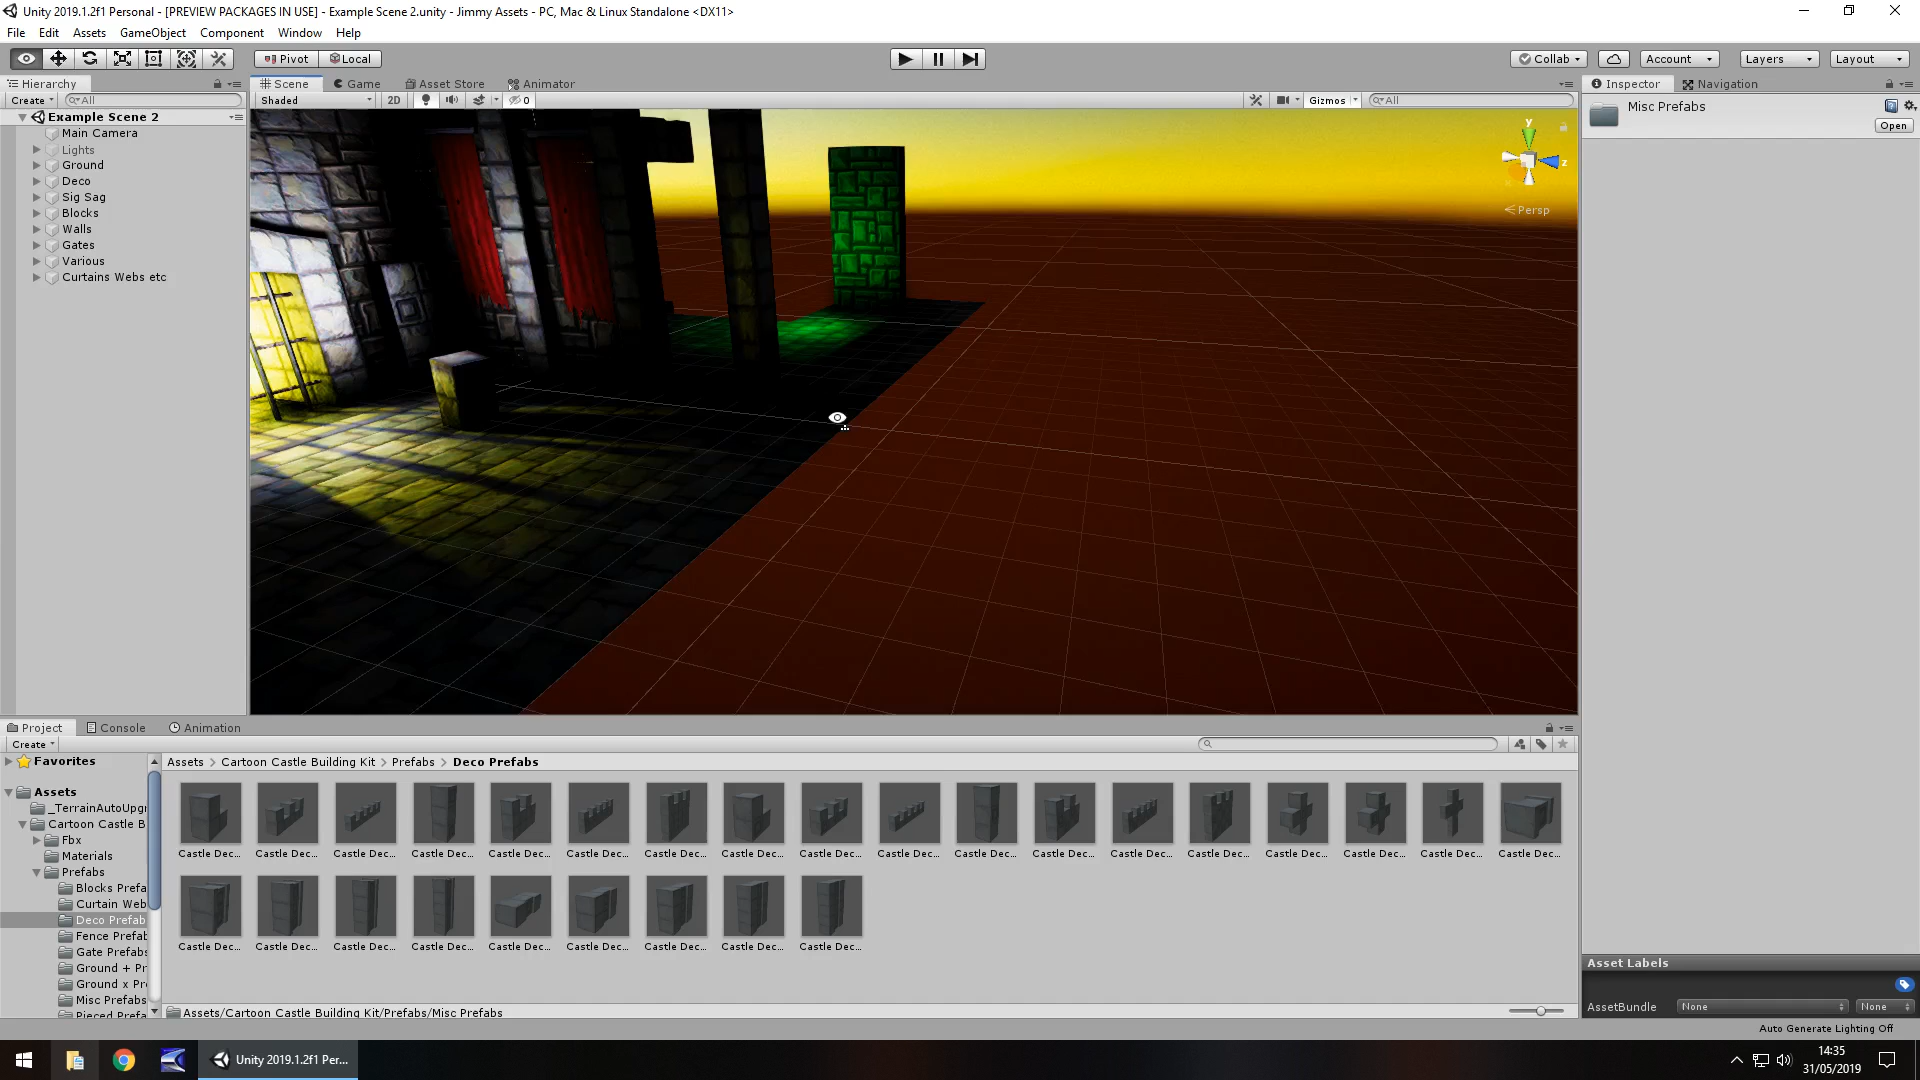 Unity 2019.1.2f1 Personal - [PREVIEW PACKAGES IN USE] - Example Scene 2.unity - Jimmy Assets - PC, Mac & Linux Standalone <DX11>
File Edit Assets GameObject Component Window Help
Pivot Local Collab Account Layers Layout
Hierarchy Scene Game Asset Store Animator Inspector Navigation
Create All Shaded 2D 0 Gizmos All
Misc Prefabs
Open
Example Scene 2
Main Camera
Lights
Ground
Deco
Sig Sag
Blocks
Walls
Gates
Various
Curtains Webs etc
y
z
Persp
Project Console Animation
Create
Favorites
Assets
_TerrainAutoUpgr
Cartoon Castle B
Fbx
Materials
Prefabs
Blocks Prefa
Curtain Web
Deco Prefab
Fence Prefab
Gate Prefabs
Ground + Pr
Ground x Pre
Misc Prefabs
Pieced Prefa
Assets > Cartoon Castle Building Kit > Prefabs > Deco Prefabs
Castle Dec... Castle Dec... Castle Dec... Castle Dec... Castle Dec... Castle Dec... Castle Dec... Castle Dec... Castle Dec... Castle Dec... Castle Dec... Castle Dec... Castle Dec... Castle Dec... Castle Dec... Castle Dec... Castle Dec... Castle Dec...
Castle Dec... Castle Dec... Castle Dec... Castle Dec... Castle Dec... Castle Dec... Castle Dec... Castle Dec... Castle Dec...
Assets/Cartoon Castle Building Kit/Prefabs/Misc Prefabs
Asset Labels
AssetBundle None None
Auto Generate Lighting Off
Unity 2019.1.2f1 Per...
14:35
31/05/2019